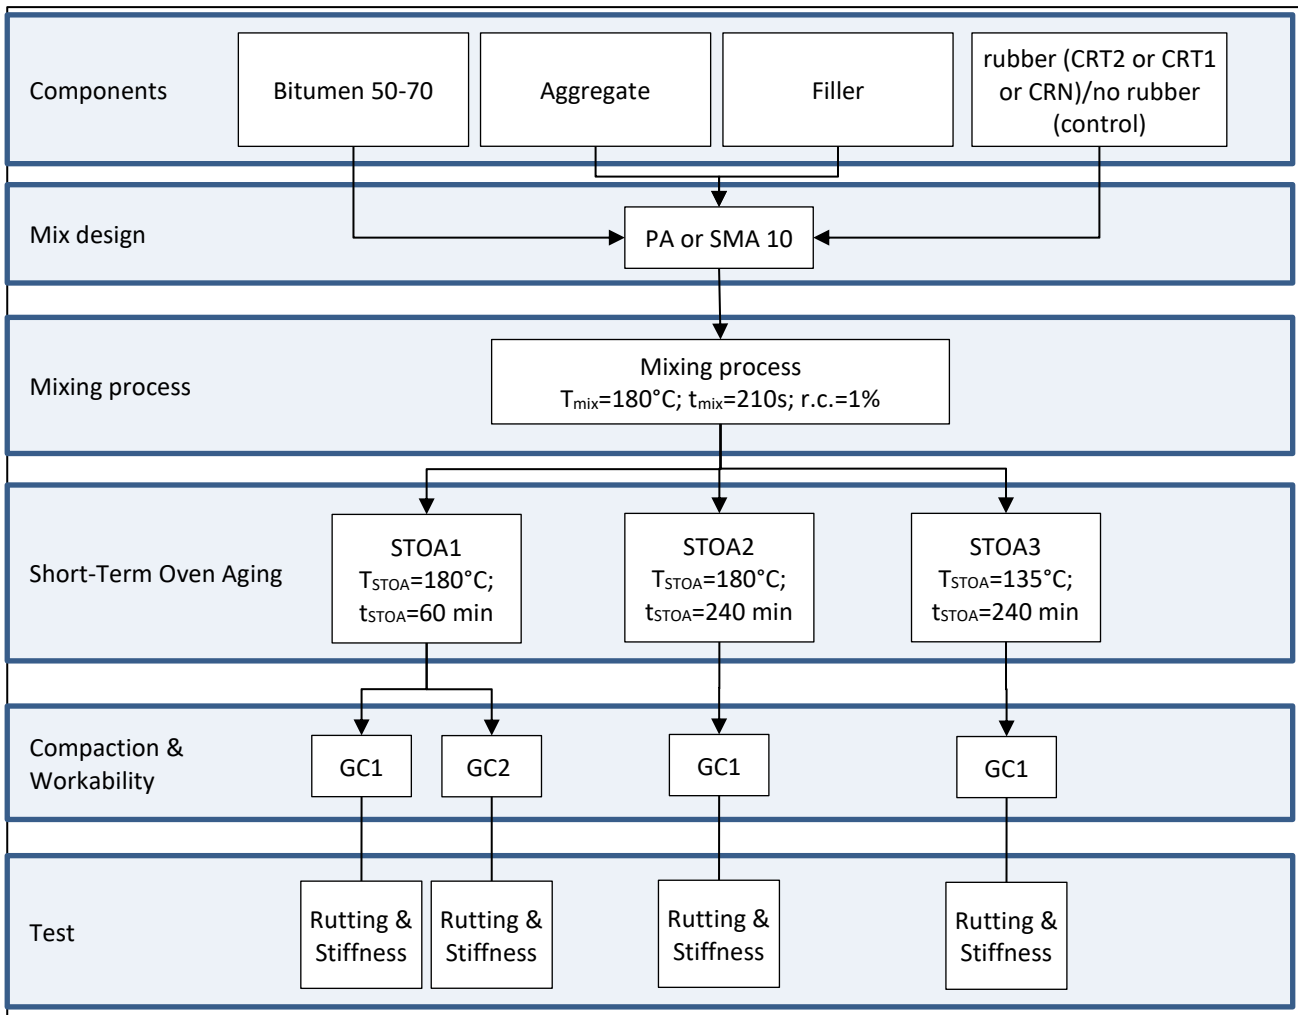 Components
Bitumen 50-70
Aggregate
Filler
rubber (CRT2 or CRT1
or CRN)/no rubber
(control)
Mix design
PA or SMA 10
Mixing process
Mixing process
Tmix=180°C; tmix=210s; r.c.=1%
Short-Term Oven Aging
STOA1
TSTOA=180°C;
tSTOA=60 min
STOA2
TSTOA=180°C;
tSTOA=240 min
STOA3
TSTOA=135°C;
tSTOA=240 min
Compaction &
Workability
GC1
GC2
GC1
GC1
Test
Rutting &
Stiffness
Rutting &
Stiffness
Rutting &
Stiffness
Rutting &
Stiffness